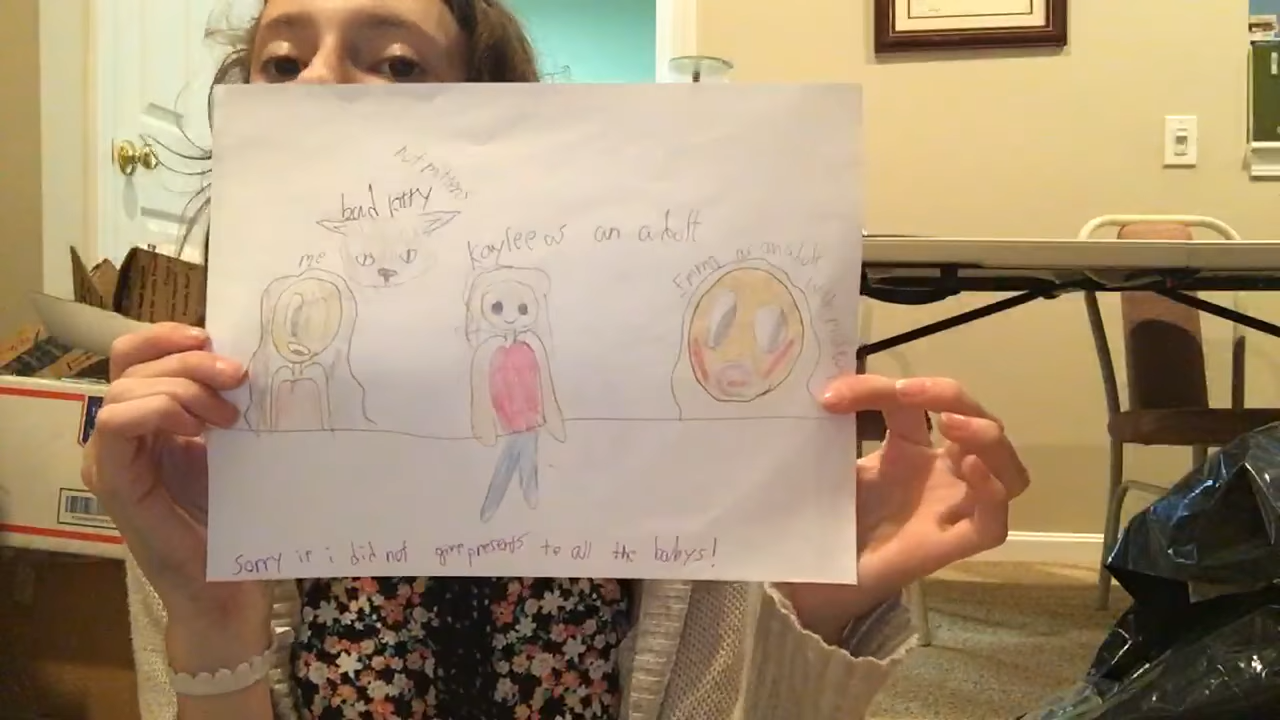 not mittens
bad kitty
me
Kaylee as an adult
Emma as an adult
Sorry if i did not give presents to all the babys!